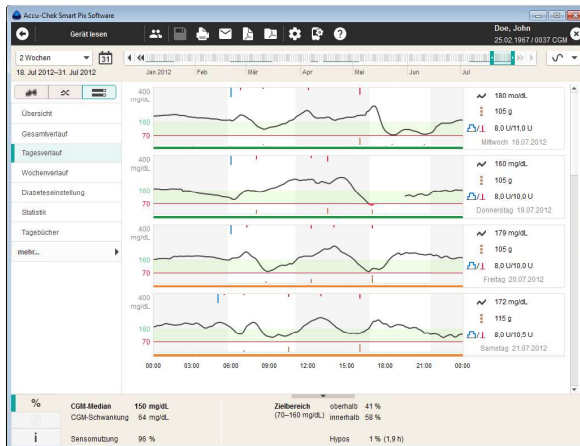 Accu-Chek Smart Pix Software
Gerät lesen
Doe, John
25.02.1967 / 0037 CGM
2 Wochen
31
18. Jul 2012–31. Jul 2012
Jan 2012 Feb Mär Apr Mai Jun Jul
Übersicht
Gesamtverlauf
Tagesverlauf
Wochenverlauf
Diabeteseinstellung
Statistik
Tagebücher
mehr...
400
mg/dL
160
70
180 mg/dL
105 g
8,0 U/11,0 U
Mittwoch 18.07.2012
400
mg/dL
160
70
160 mg/dL
105 g
8,0 U/10,0 U
Donnerstag 19.07.2012
400
mg/dL
160
70
179 mg/dL
105 g
8,0 U/10,0 U
Freitag 20.07.2012
400
mg/dL
160
70
172 mg/dL
115 g
8,0 U/10,5 U
Samstag 21.07.2012
00:00 03:00 06:00 09:00 12:00 15:00 18:00 21:00 00:00
%
i
CGM-Median 150 mg/dL
CGM-Schwankung 64 mg/dL
Sensornutzung 96 %
Zielbereich oberhalb 41 %
(70–160 mg/dL) innerhalb 58 %
Hypos 1 % (1,9 h)